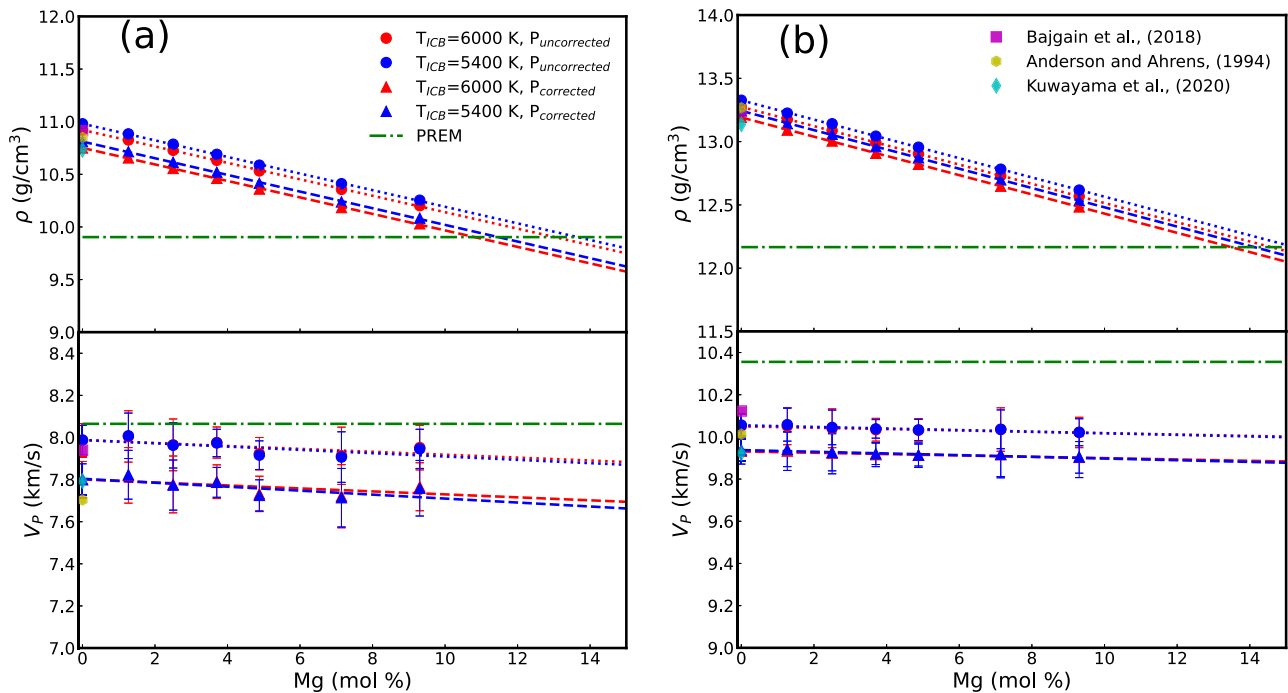 (a)
T_ICB=6000 K, P_uncorrected
T_ICB=5400 K, P_uncorrected
T_ICB=6000 K, P_corrected
T_ICB=5400 K, P_corrected
PREM
12.0
11.5
11.0
10.5
10.0
9.5
9.0
ρ (g/cm³)
8.4
8.2
8.0
7.8
7.6
7.4
7.2
7.0
V_P (km/s)
0 2 4 6 8 10 12 14
Mg (mol %)
(b)
Bajgain et al., (2018)
Anderson and Ahrens, (1994)
Kuwayama et al., (2020)
14.0
13.5
13.0
12.5
12.0
11.5
ρ (g/cm³)
10.4
10.2
10.0
9.8
9.6
9.4
9.2
9.0
V_P (km/s)
0 2 4 6 8 10 12 14
Mg (mol %)